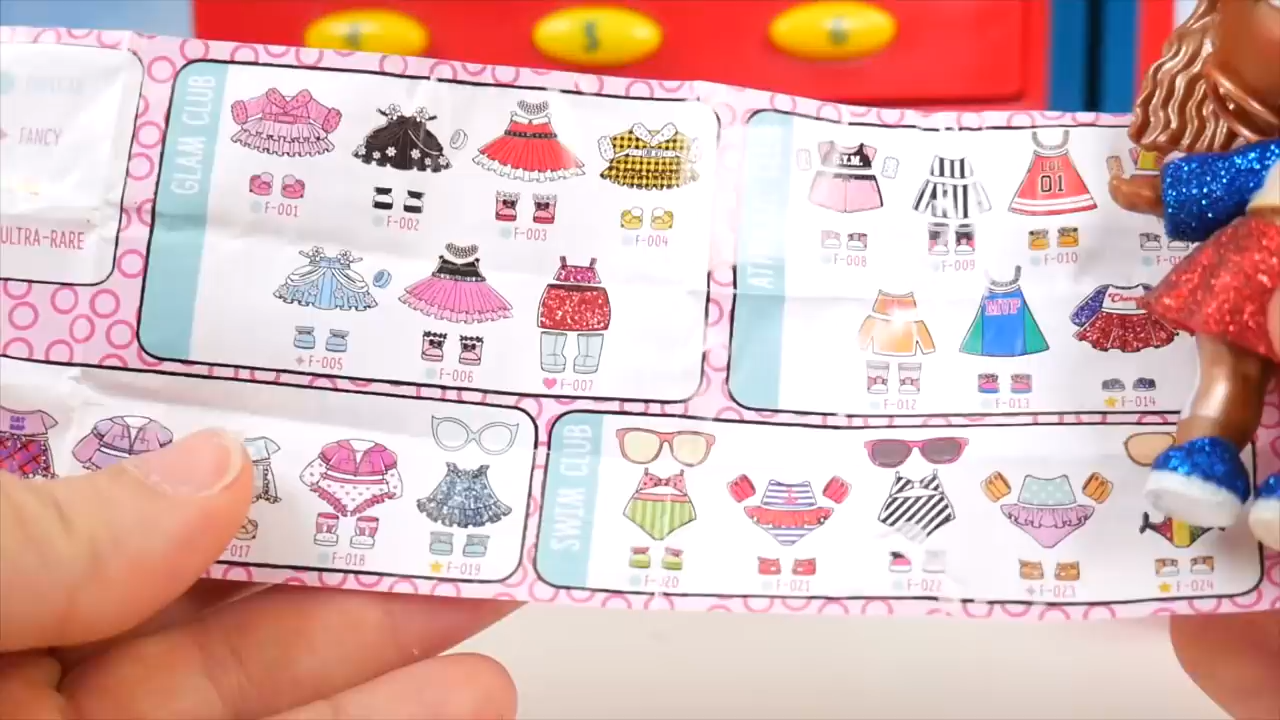 FANCY
ULTRA-RARE
GLAM CLUB
F-001
F-002
F-003
F-004
F-005
F-006
F-007
G.Y.M.
LOL
01
F-008
F-009
F-010
MVP
F-012
F-013
F-014
-017
F-018
F-019
SWIM CLUB
F-020
F-021
F-022
F-023
F-024
5